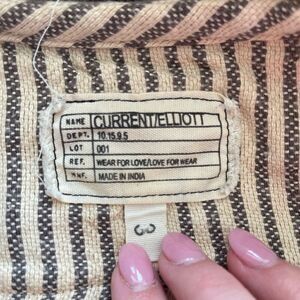 NAME CURRENT/ELLIOTT
DEPT. 10.15.9.5
LOT 001
REF. WEAR FOR LOVE/LOVE FOR WEAR
MNF. MADE IN INDIA
3